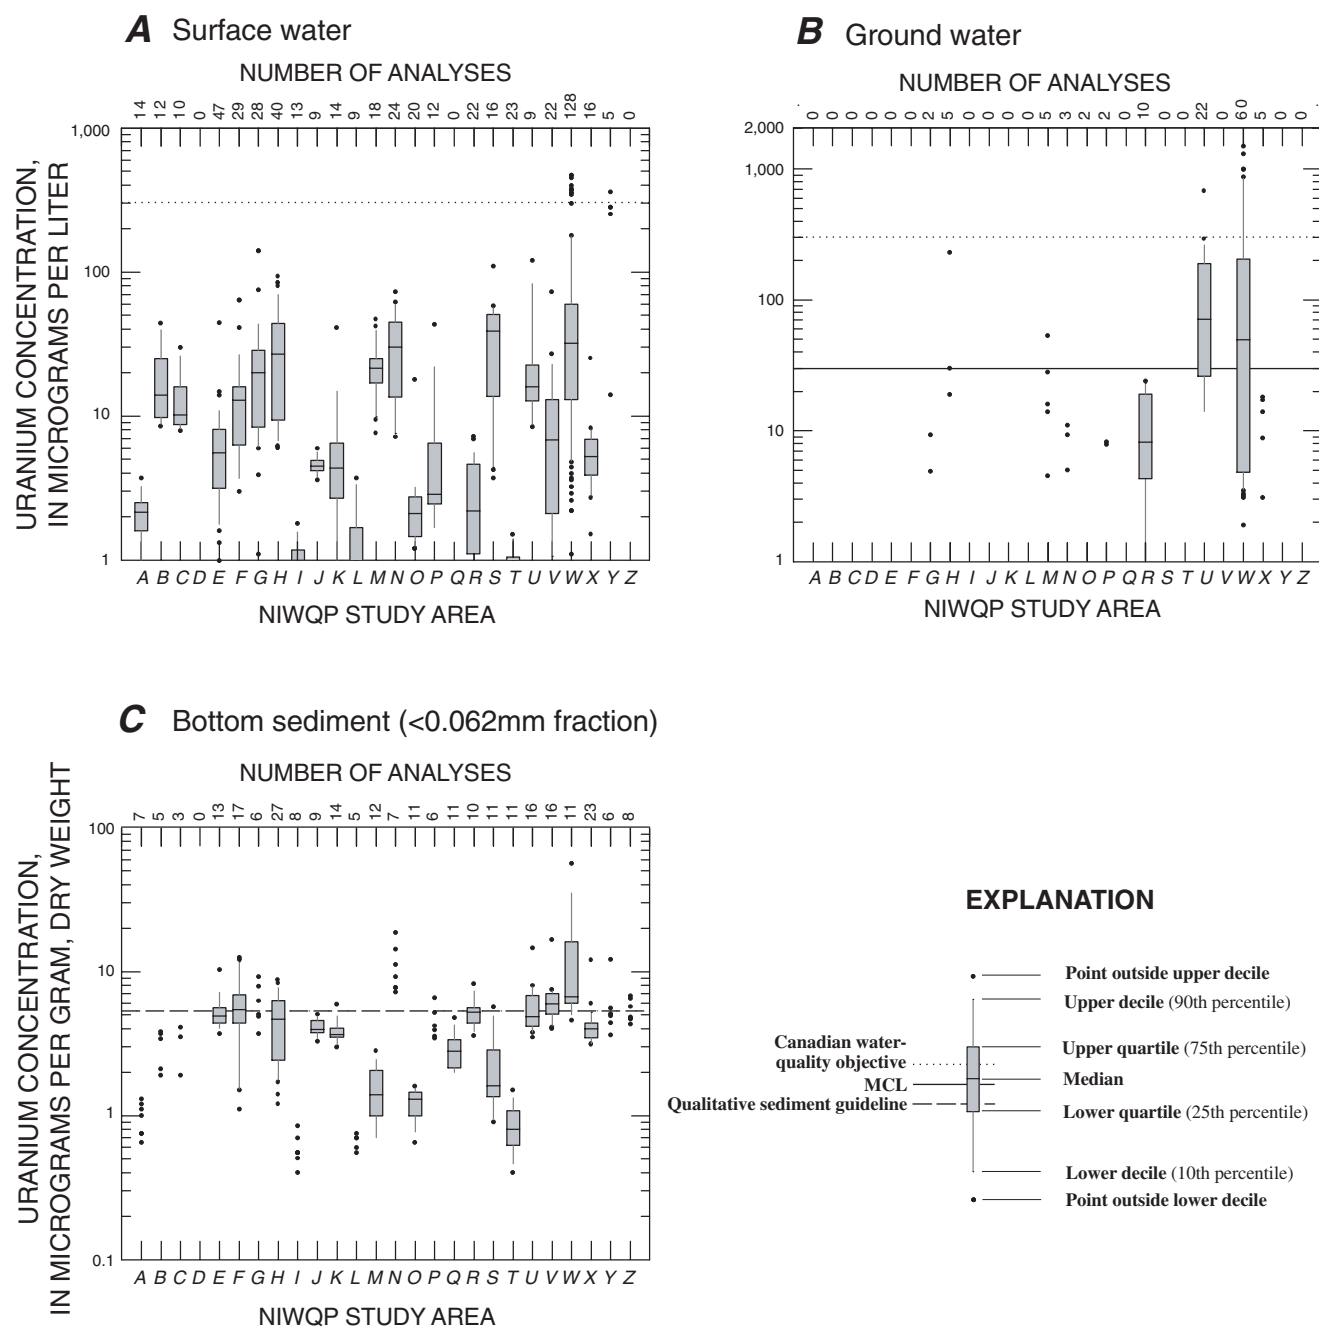 A Surface water
NUMBER OF ANALYSES
14 12 10 0 47 29 28 40 13 9 14 9 18 24 20 12 0 22 16 23 9 22 128 16 5 0
1,000
100
10
1
URANIUM CONCENTRATION,
IN MICROGRAMS PER LITER
A B C D E F G H I J K L M N O P Q R S T U V W X Y Z
NIWQP STUDY AREA
B Ground water
NUMBER OF ANALYSES
0 0 0 0 0 0 2 5 0 0 0 0 5 3 2 2 0 10 0 0 22 0 60 5 0 0
2,000
1,000
100
10
1
A B C D E F G H I J K L M N O P Q R S T U V W X Y Z
NIWQP STUDY AREA
C Bottom sediment (<0.062mm fraction)
NUMBER OF ANALYSES
7 5 3 0 13 17 6 27 8 9 14 5 12 7 11 6 11 10 11 11 16 16 11 23 6 8
100
10
1
0.1
URANIUM CONCENTRATION,
IN MICROGRAMS PER GRAM, DRY WEIGHT
A B C D E F G H I J K L M N O P Q R S T U V W X Y Z
NIWQP STUDY AREA
EXPLANATION
Point outside upper decile
Upper decile (90th percentile)
Upper quartile (75th percentile)
Median
Lower quartile (25th percentile)
Lower decile (10th percentile)
Point outside lower decile
Canadian water-
quality objective
MCL
Qualitative sediment guideline